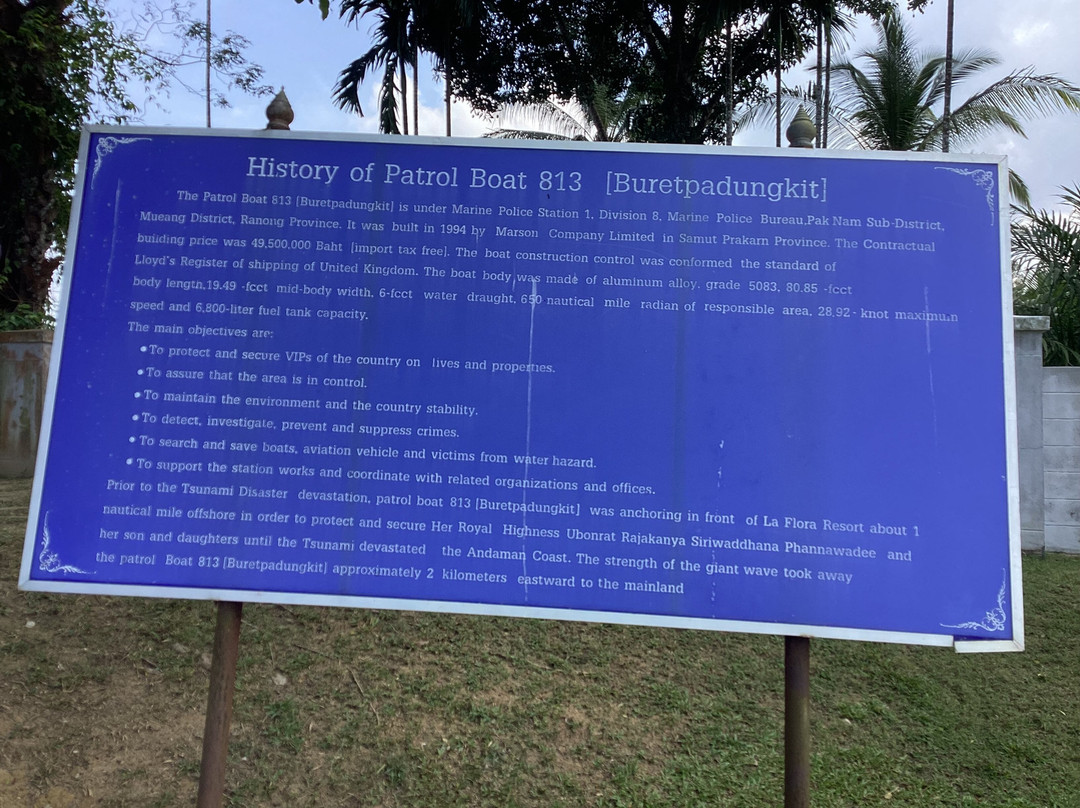 History of Patrol Boat 813 [Buretpadungkit]
The Patrol Boat 813 [Buretpadungkit] is under Marine Police Station 1, Division 8, Marine Police Bureau,Pak Nam Sub-District,
Mueang District, Ranong Province. It was built in 1994 by Marson Company Limited in Samut Prakarn Province. The Contractual
building price was 49,500,000 Baht [import tax free]. The boat construction control was conformed the standard of
Lloyd's Register of shipping of United Kingdom. The boat body was made of aluminum alloy, grade 5083, 80.85 -fcct
body length,19.49 -fcct mid-body width, 6-fcct water draught, 650 nautical mile radian of responsible area, 28,92- knot maximum
speed and 6,800-liter fuel tank capacity.
The main objectives are:
•To protect and secure VIPs of the country on lives and properties.
•To assure that the area is in control.
•To maintain the environment and the country stability.
•To detect, investigate, prevent and suppress crimes.
•To search and save boats, aviation vehicle and victims from water hazard.
•To support the station works and coordinate with related organizations and offices.
Prior to the Tsunami Disaster devastation, patrol boat 813 [Buretpadungkit] was anchoring in front of La Flora Resort about 1
nautical mile offshore in order to protect and secure Her Royal Highness Ubonrat Rajakanya Siriwaddhana Phannawadee and
her son and daughters until the Tsunami devastated the Andaman Coast. The strength of the giant wave took away
the patrol Boat 813 [Buretpadungkit] approximately 2 kilometers eastward to the mainland